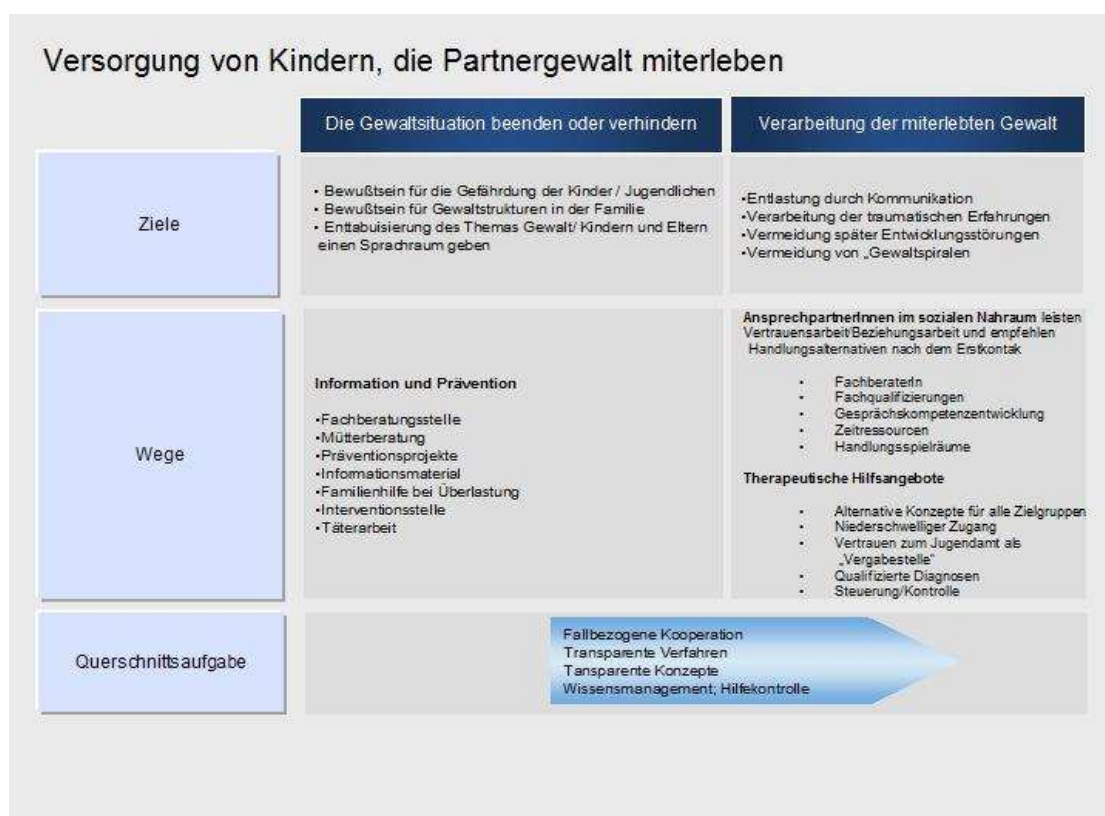 Versorgung von Kindern, die Partnergewalt miterleben
Die Gewaltsituation beenden oder verhindern
Verarbeitung der miterlebten Gewalt
Ziele
• Bewußtsein für die Gefährdung der Kinder / Jugendlichen
• Bewußtsein für Gewaltstrukturen in der Familie
• Enttabuisierung des Themas Gewalt/ Kindern und Eltern
einen Sprachraum geben
•Entlastung durch Kommunikation
•Verarbeitung der traumatischen Erfahrungen
•Vermeidung später Entwicklungsstörungen
•Vermeidung von „Gewaltspiralen
Wege
Information und Prävention
•Fachberatungsstelle
•Mütterberatung
•Präventionsprojekte
•Informationsmaterial
•Familienhilfe bei Überlastung
•Interventionsstelle
•Täterarbeit
AnsprechpartnerInnen im sozialen Nahraum leisten
Vertrauensarbeit/Beziehungsarbeit und empfehlen
Handlungsalternativen nach dem Erstkontak
• FachberaterIn
• Fachqualifizierungen
• Gesprächskompetenzentwicklung
• Zeitressourcen
• Handlungsspielräume
Therapeutische Hilfsangebote
• Alternative Konzepte für alle Zielgruppen
• Niederschwelliger Zugang
• Vertrauen zum Jugendamt als
„Vergabestelle“
• Qualifizierte Diagnosen
• Steuerung/Kontrolle
Querschnittsaufgabe
Fallbezogene Kooperation
Transparente Verfahren
Tansparente Konzepte
Wissensmanagement; Hilfekontrolle